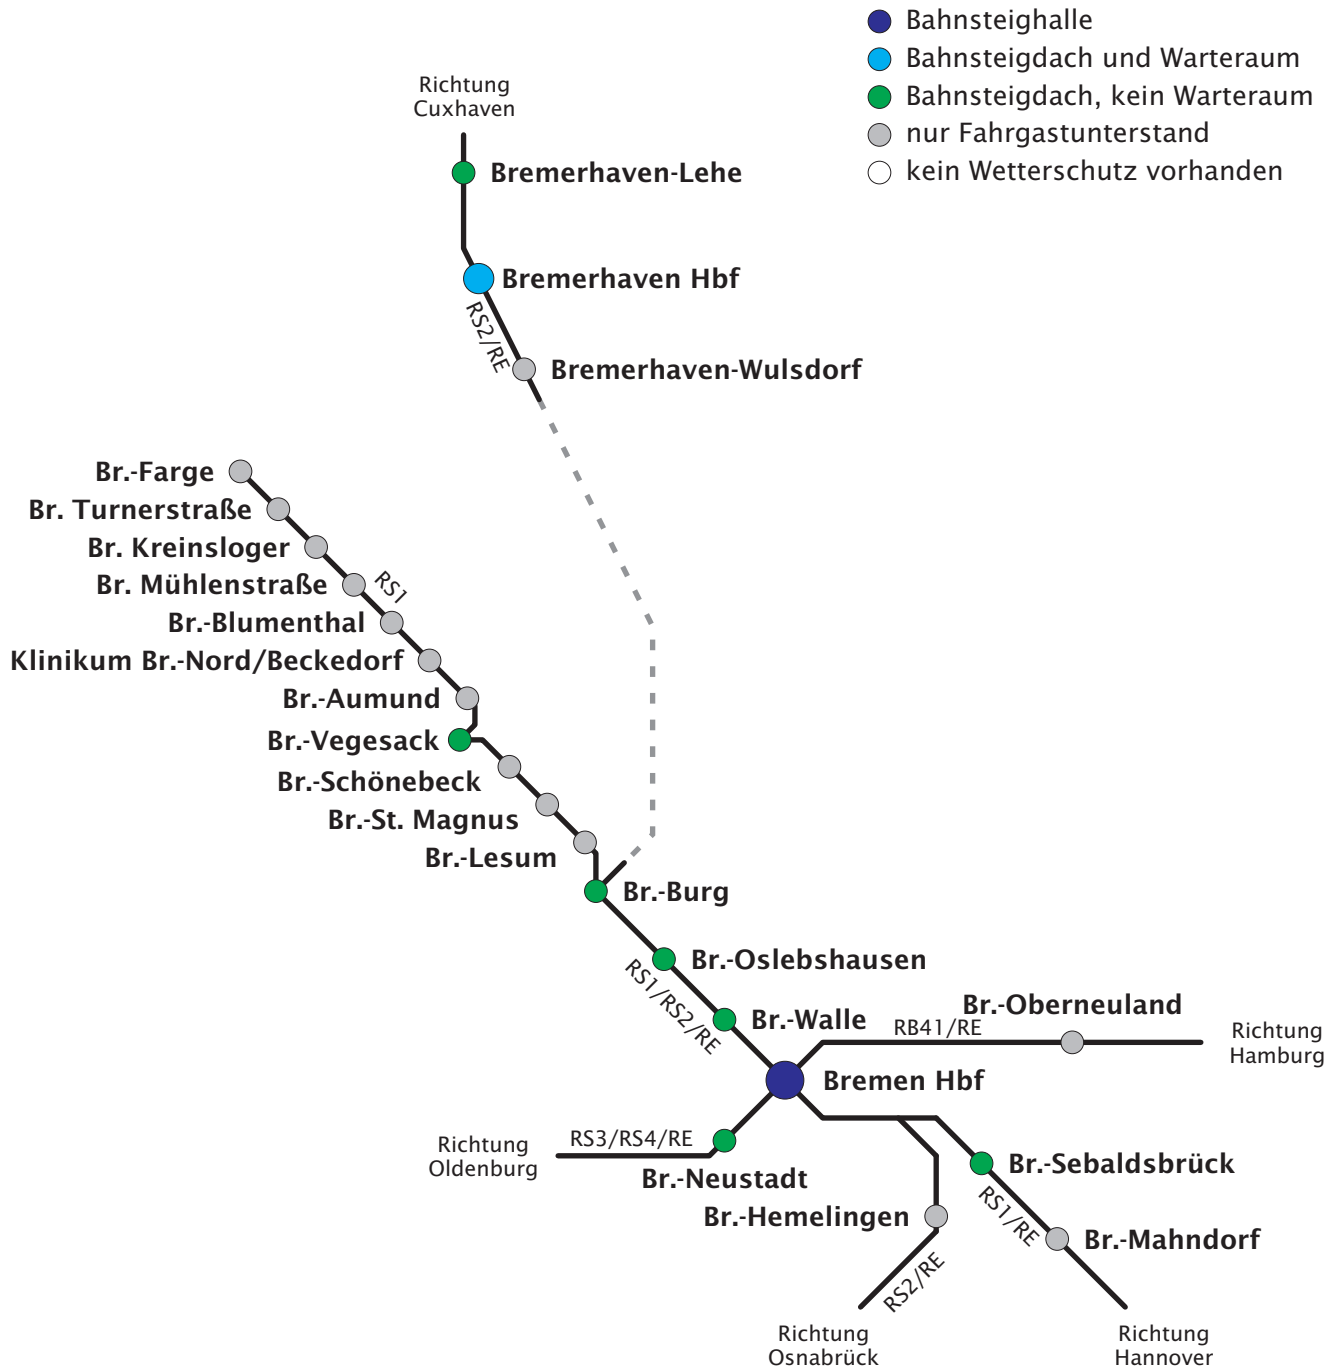 Bahnsteighalle
Bahnsteigdach und Warteraum
Bahnsteigdach, kein Warteraum
nur Fahrgastunterstand
kein Wetterschutz vorhanden
Richtung
Cuxhaven
Bremerhaven-Lehe
Bremerhaven Hbf
RS2/RE
Bremerhaven-Wulsdorf
Br.-Farge
Br. Turnerstraße
Br. Kreinsloger
Br. Mühlenstraße
RS1
Br.-Blumenthal
Klinikum Br.-Nord/Beckedorf
Br.-Aumund
Br.-Vegesack
Br.-Schönebeck
Br.-St. Magnus
Br.-Lesum
Br.-Burg
Br.-Oslebshausen
RS1/RS2/RE
Br.-Walle
Br.-Oberneuland
RB41/RE
Richtung
Hamburg
Bremen Hbf
RS3/RS4/RE
Richtung
Oldenburg
Br.-Neustadt
Br.-Sebaldsbrück
Br.-Hemelingen
RS1/RE
Br.-Mahndorf
RS2/RE
Richtung
Osnabrück
Richtung
Hannover